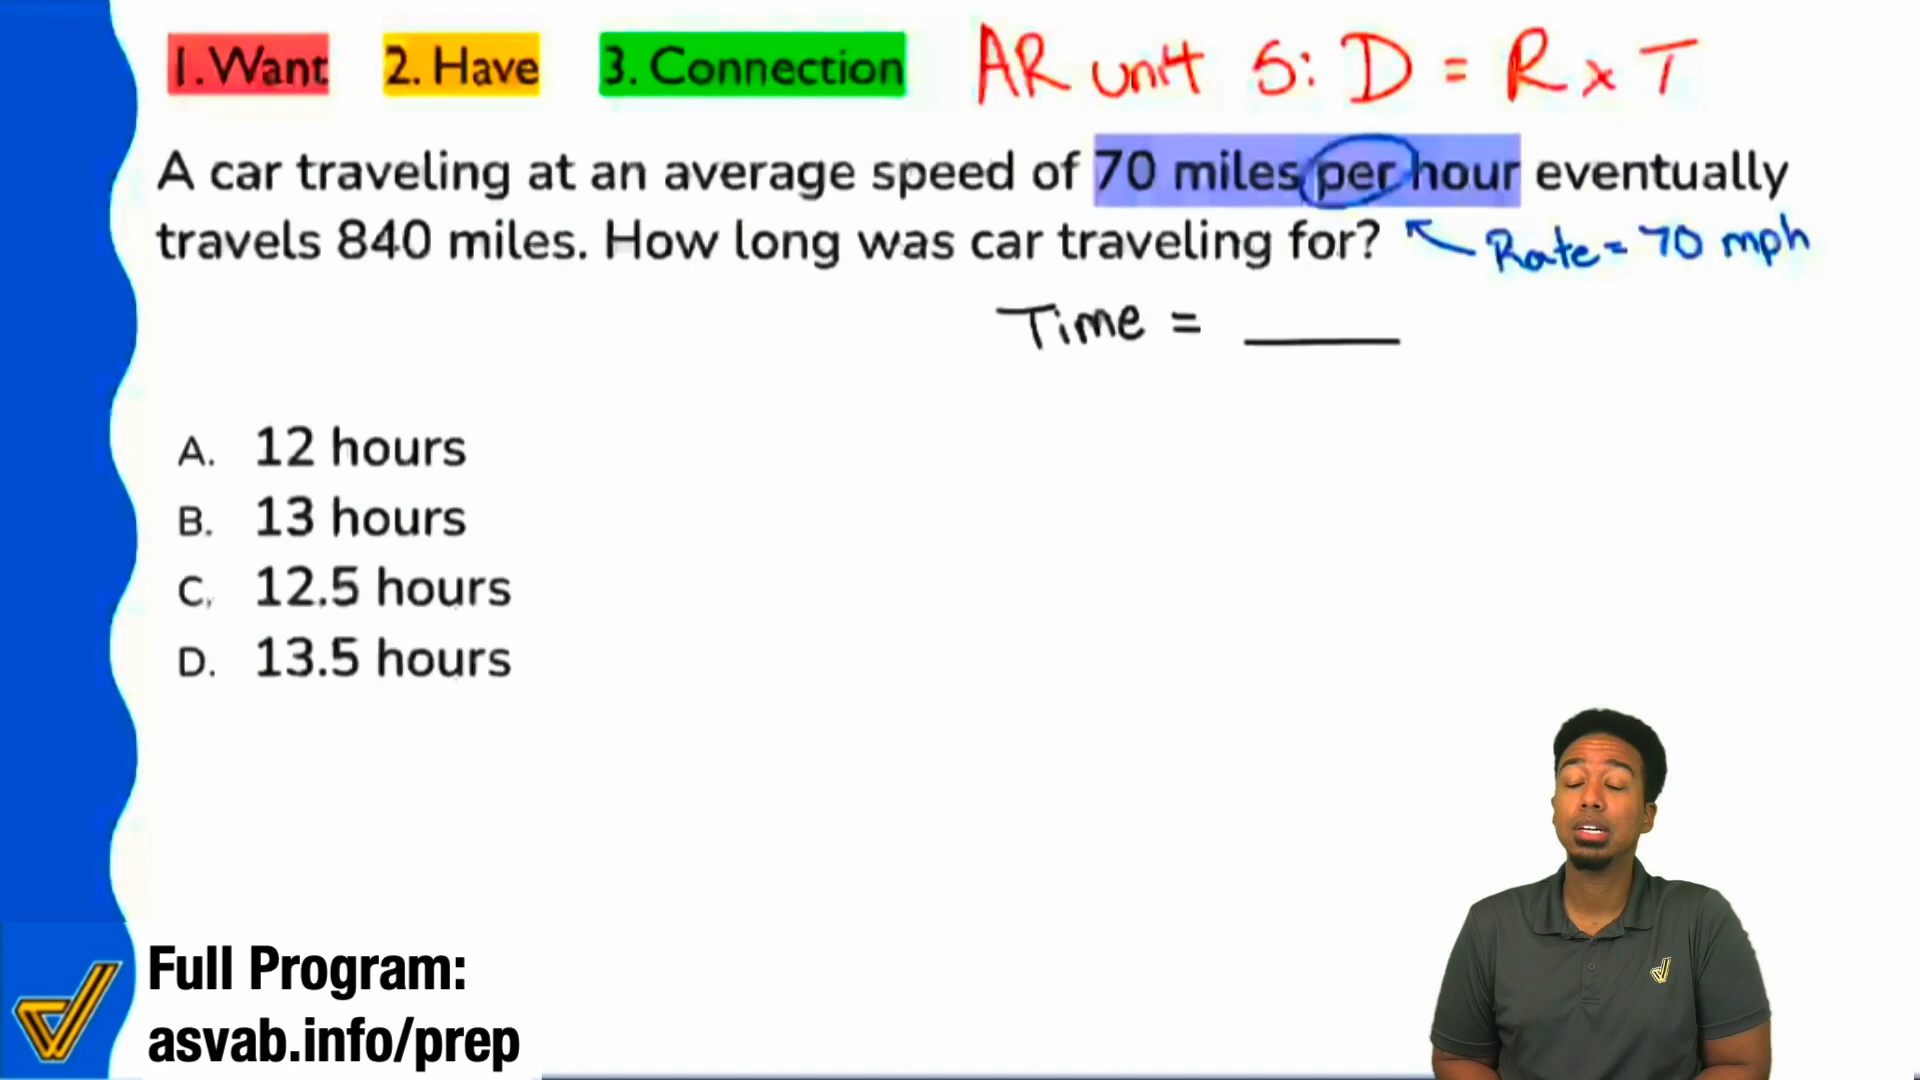 1. Want 2. Have 3. Connection AR unit 5: D = R x T
A car traveling at an average speed of 70 miles per hour eventually
travels 840 miles. How long was car traveling for? Rate = 70 mph
Time =
A. 12 hours
B. 13 hours
C. 12.5 hours
D. 13.5 hours
Full Program:
asvab.info/prep